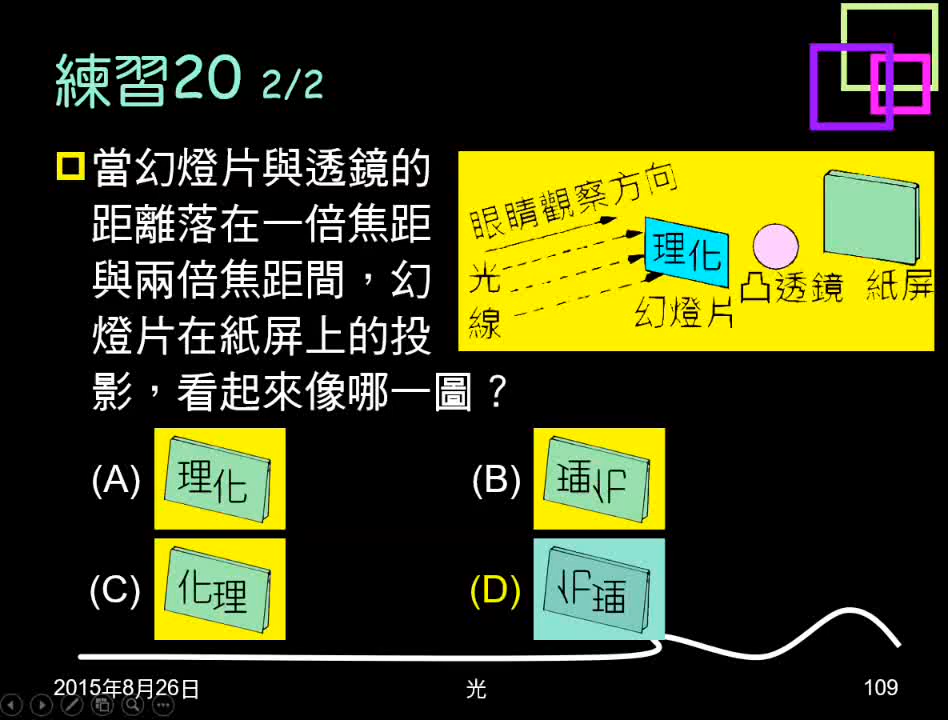 練習20 2/2
當幻燈片與透鏡的
距離落在一倍焦距
與兩倍焦距間，幻
燈片在紙屏上的投
影，看起來像哪一圖？
眼睛觀察方向
光
線
理化
幻燈片
凸透鏡
紙屏
(A)
理化
(B)
(C)
化理
(D)
2015年8月26日
光
109